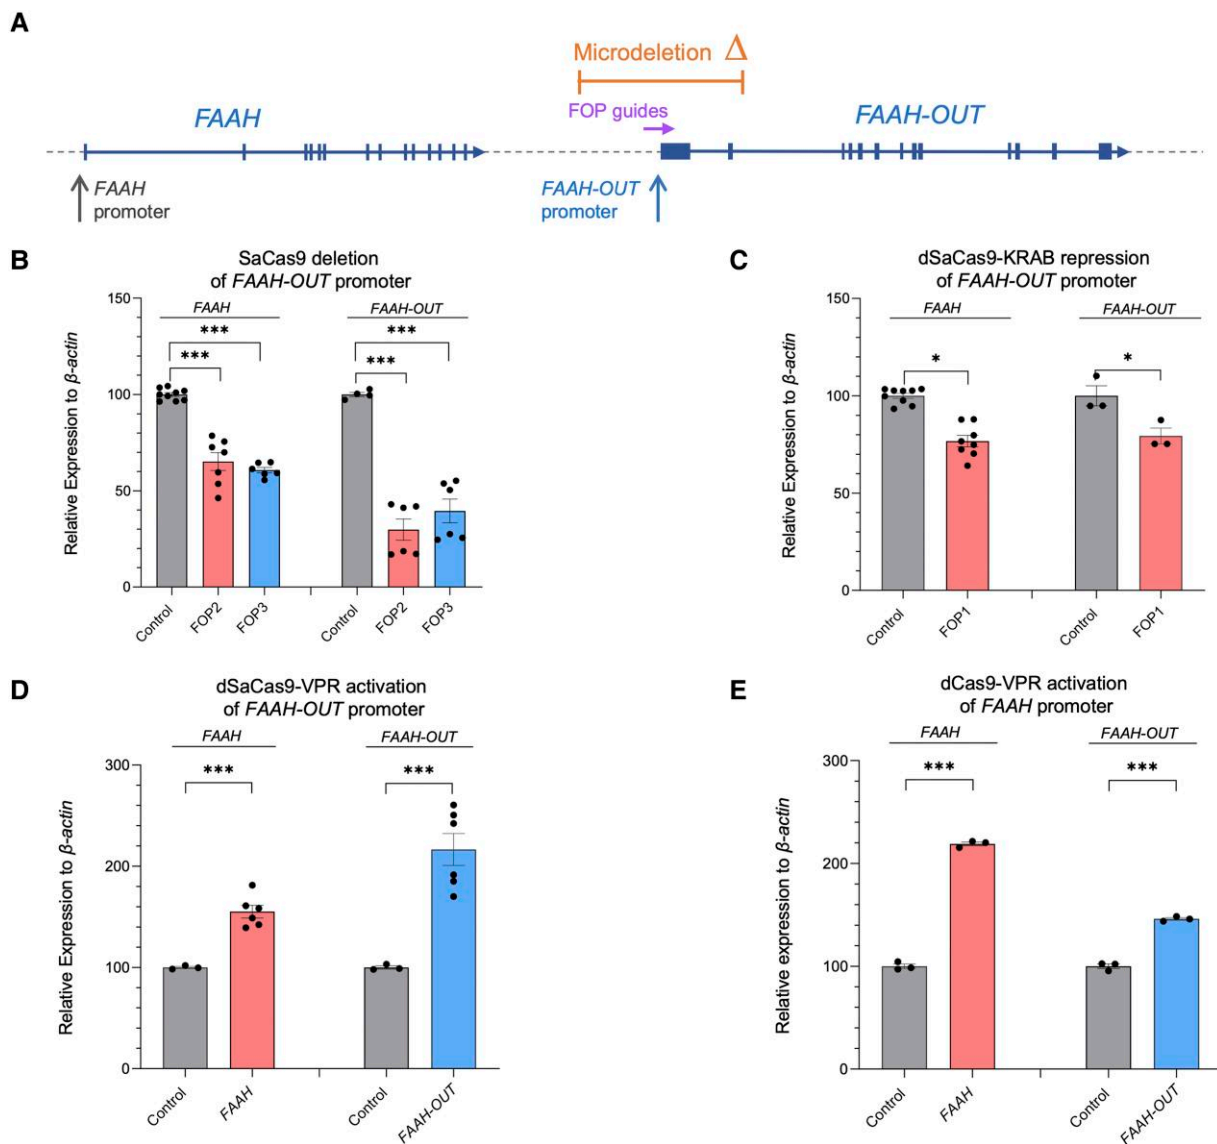 A
Microdeletion Δ
FOP guides
FAAH
FAAH-OUT
FAAH
promoter
FAAH-OUT
promoter
B
SaCas9 deletion
of FAAH-OUT promoter
FAAH
FAAH-OUT
***
***
***
***
Relative Expression to β-actin
150
100
50
0
Control
FOP2
FOP3
Control
FOP2
FOP3
C
dSaCas9-KRAB repression
of FAAH-OUT promoter
FAAH
FAAH-OUT
*
*
Relative Expression to β-actin
150
100
50
0
Control
FOP1
Control
FOP1
D
dSaCas9-VPR activation
of FAAH-OUT promoter
FAAH
FAAH-OUT
***
***
Relative Expression to β-actin
300
200
100
0
Control
FAAH
Control
FAAH-OUT
E
dCas9-VPR activation
of FAAH promoter
FAAH
FAAH-OUT
***
***
Relative expression to β-actin
300
200
100
0
Control
FAAH
Control
FAAH-OUT